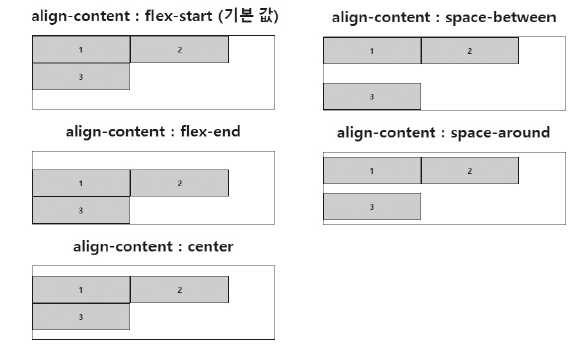 align-content : flex-start (기본 값)
1 2
3
align-content : flex-end
1 2
3
align-content : center
1 2
3
align-content : space-between
1 2
3
align-content : space-around
1 2
3